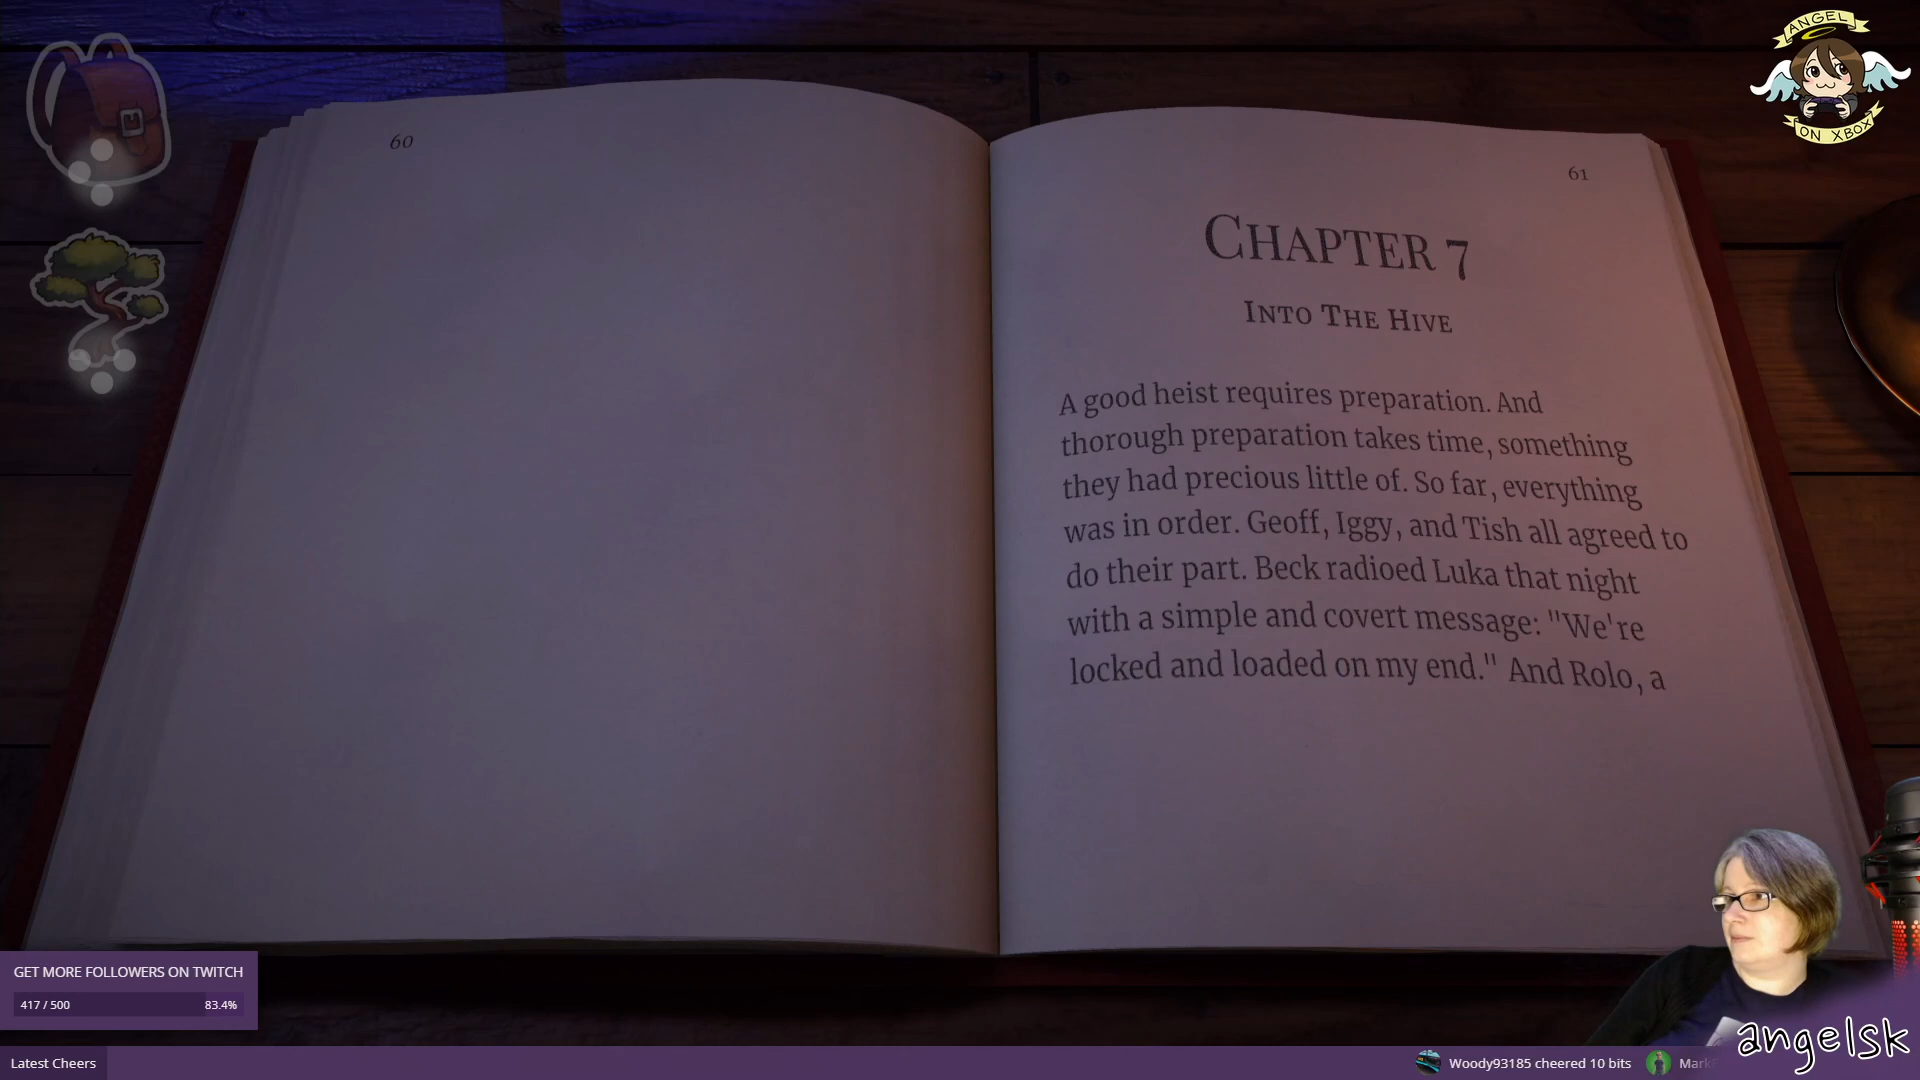 ANGEL
ON XBOX
60
61
CHAPTER 7
INTO THE HIVE
A good heist requires preparation. And
thorough preparation takes time, something
they had precious little of. So far, everything
was in order. Geoff, Iggy, and Tish all agreed to
do their part. Beck radioed Luka that night
with a simple and covert message: "We're
locked and loaded on my end." And Rolo, a
GET MORE FOLLOWERS ON TWITCH
417 / 500
83.4%
angelsk
Latest Cheers
Woody93185 cheered 10 bits